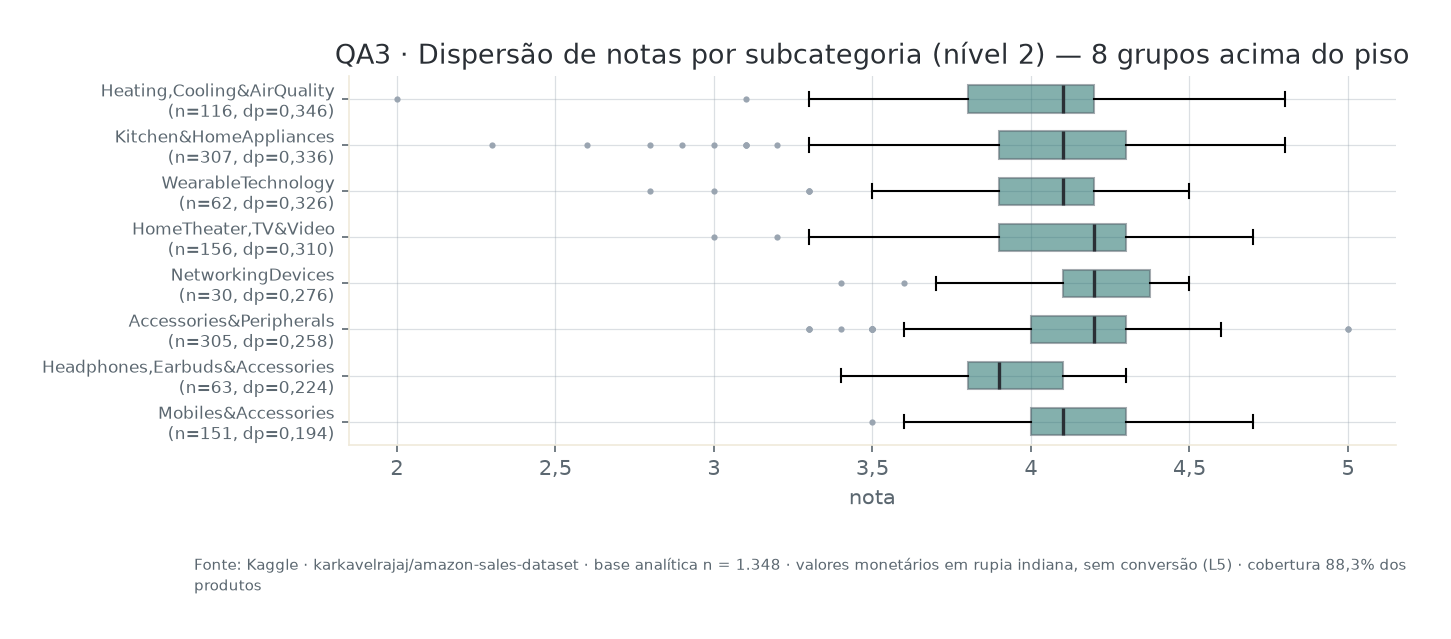 QA3 · Dispersão de notas por subcategoria (nível 2) — 8 grupos acima do piso
Heating,Cooling&AirQuality
(n=116, dp=0,346)
Kitchen&HomeAppliances
(n=307, dp=0,336)
WearableTechnology
(n=62, dp=0,326)
HomeTheater,TV&Video
(n=156, dp=0,310)
NetworkingDevices
(n=30, dp=0,276)
Accessories&Peripherals
(n=305, dp=0,258)
Headphones,Earbuds&Accessories
(n=63, dp=0,224)
Mobiles&Accessories
(n=151, dp=0,194)
2 2,5 3 3,5 4 4,5 5
nota
Fonte: Kaggle · karkavelrajaj/amazon-sales-dataset · base analítica n = 1.348 · valores monetários em rupia indiana, sem conversão (L5) · cobertura 88,3% dos
produtos